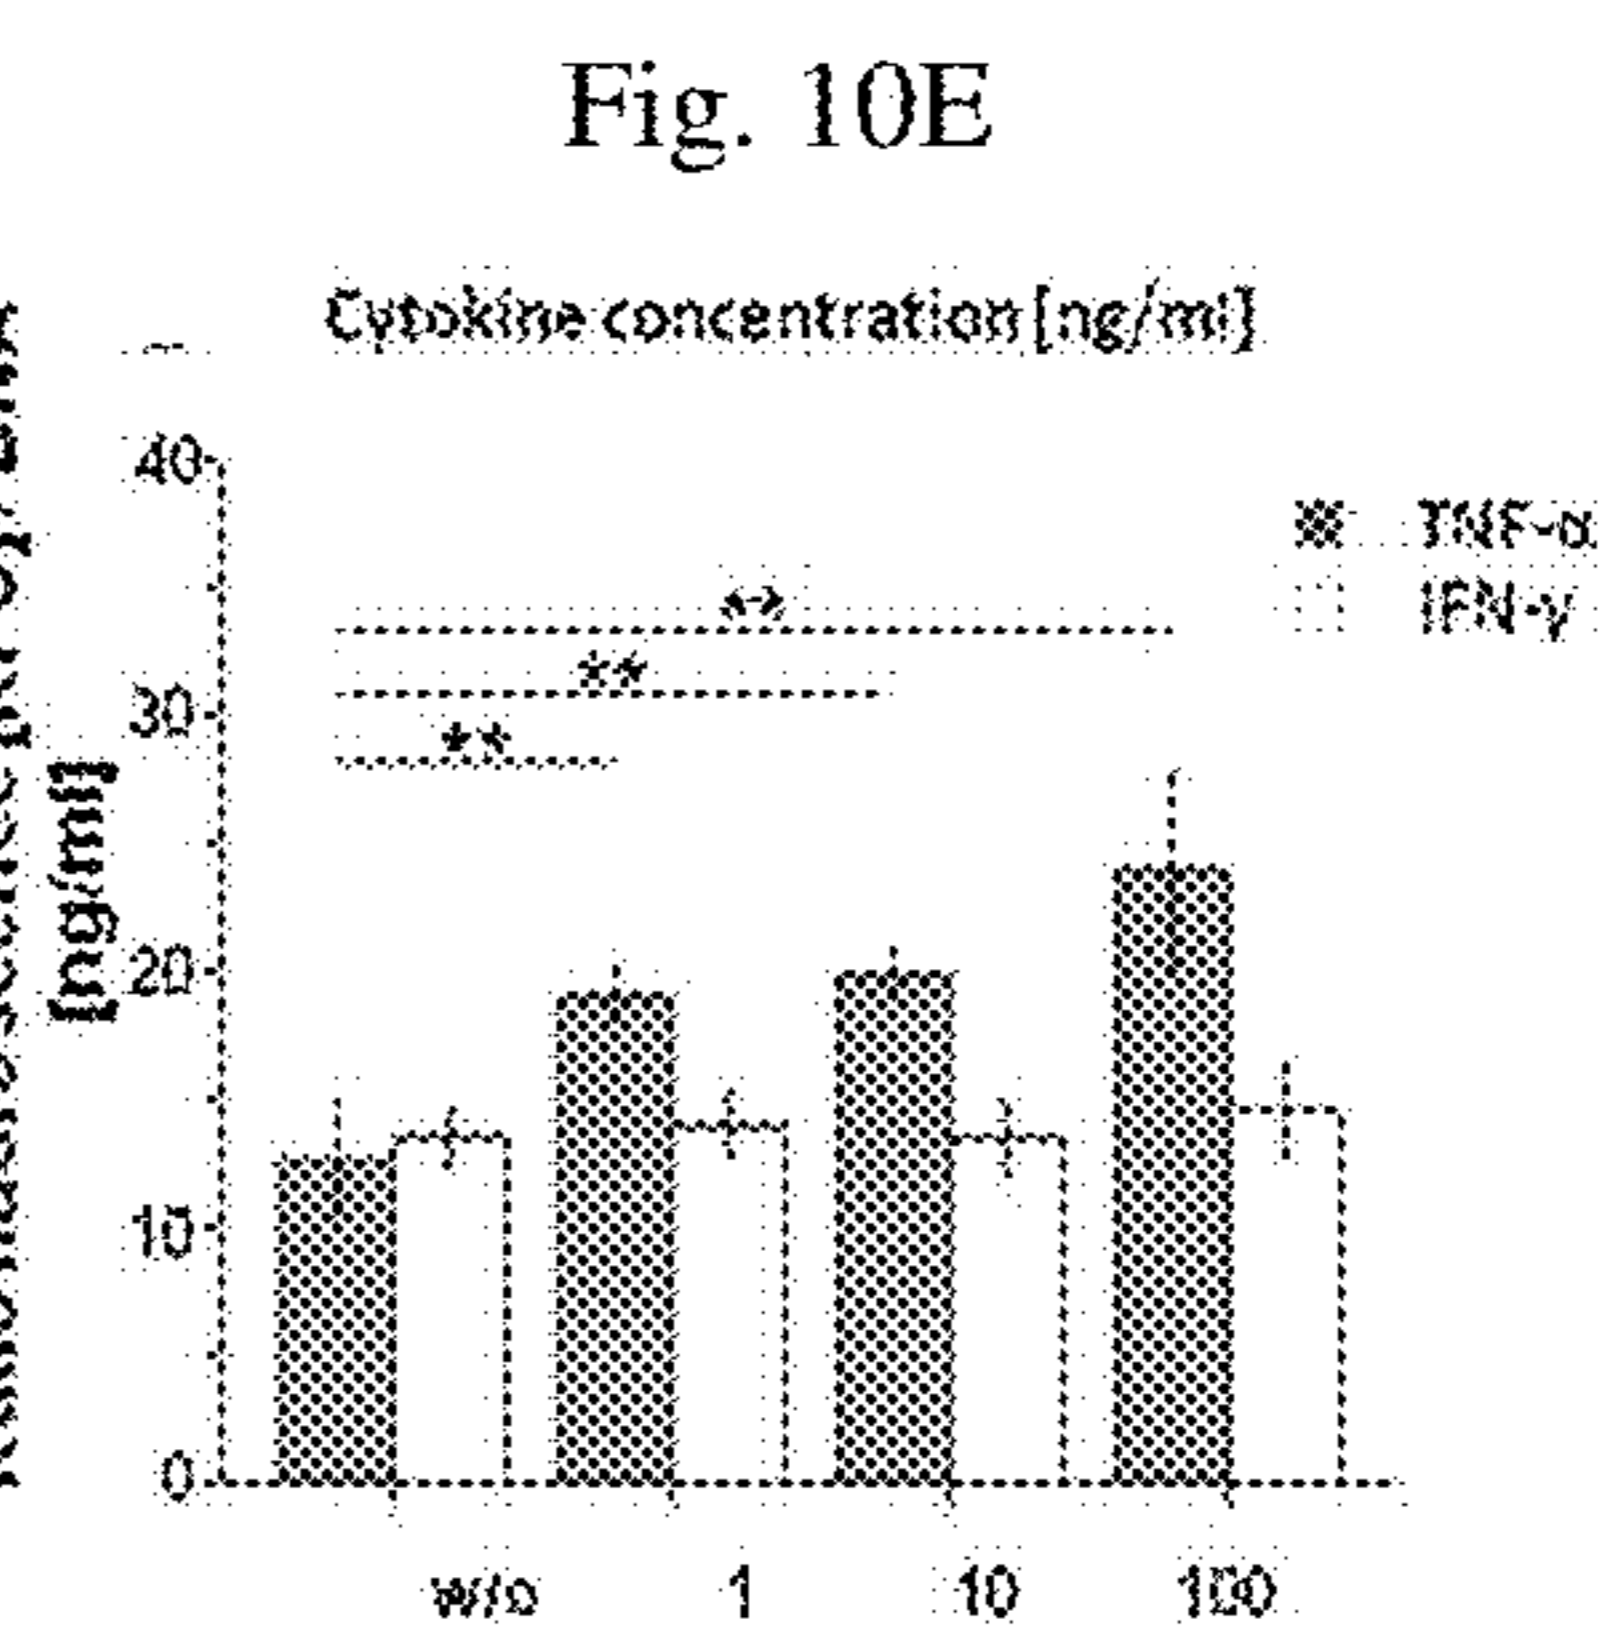 Fig. 10E
Cytokine concentration [ng/ml]
40
30
20
10
0
[ng/ml]
TNF-α
IFN-γ
**
**
w/o 1 10 100